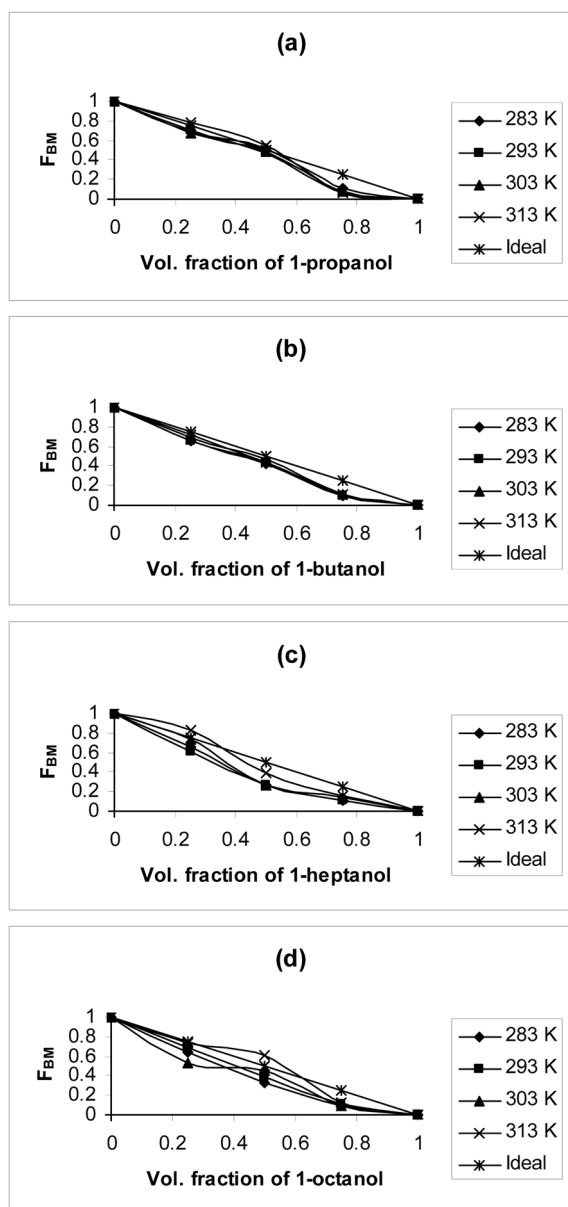 (a)
F_BM
1
0.8
0.6
0.4
0.2
0
0 0.2 0.4 0.6 0.8 1
Vol. fraction of 1-propanol
283 K
293 K
303 K
313 K
Ideal
(b)
F_BM
1
0.8
0.6
0.4
0.2
0
0 0.2 0.4 0.6 0.8 1
Vol. fraction of 1-butanol
283 K
293 K
303 K
313 K
Ideal
(c)
F_BM
1
0.8
0.6
0.4
0.2
0
0 0.2 0.4 0.6 0.8 1
Vol. fraction of 1-heptanol
283 K
293 K
303 K
313 K
Ideal
(d)
F_BM
1
0.8
0.6
0.4
0.2
0
0 0.2 0.4 0.6 0.8 1
Vol. fraction of 1-octanol
283 K
293 K
303 K
313 K
Ideal